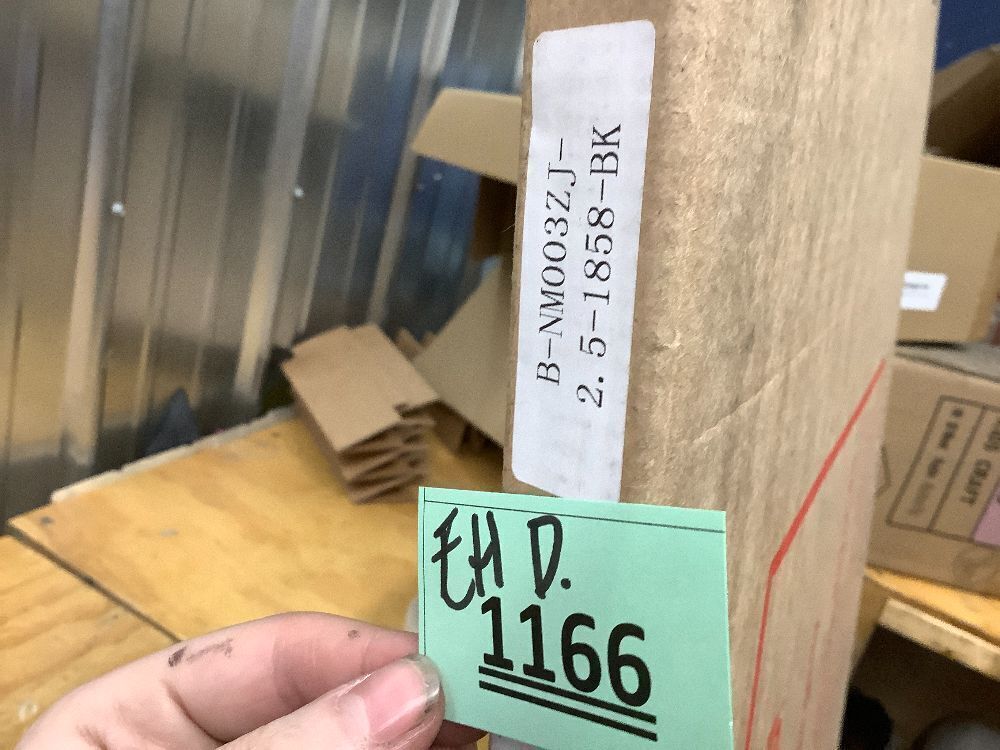 B-NM003ZJ-
2.5-1858-BK
EH D.
1166